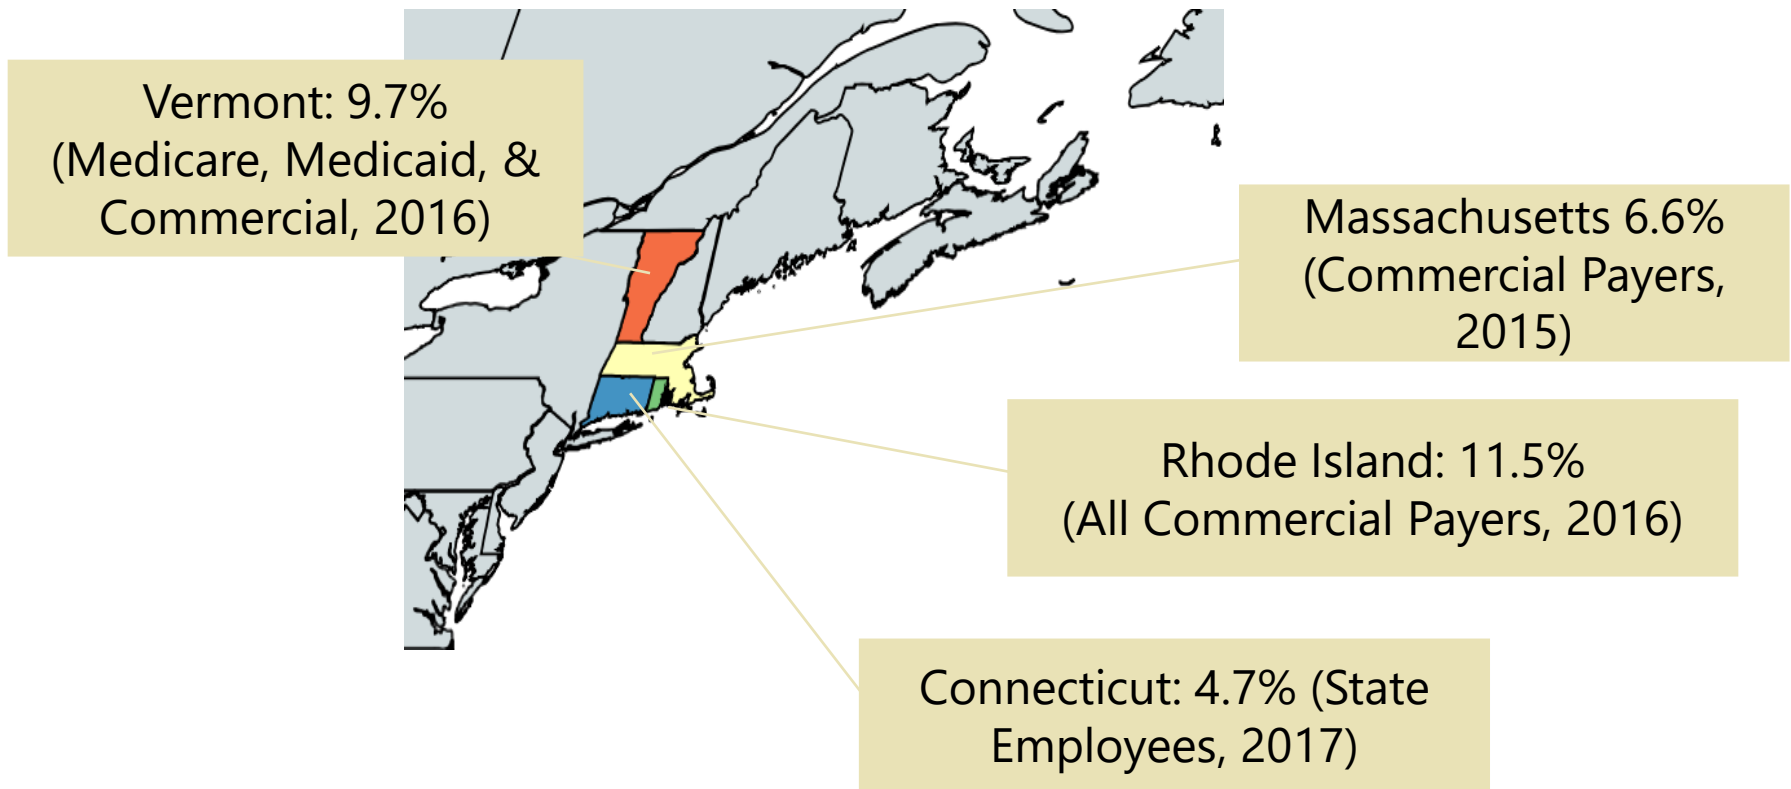 Vermont: 9.7%
(Medicare, Medicaid, &
Commercial, 2016)
Massachusetts 6.6%
(Commercial Payers,
2015)
Rhode Island: 11.5%
(All Commercial Payers, 2016)
Connecticut: 4.7% (State
Employees, 2017)